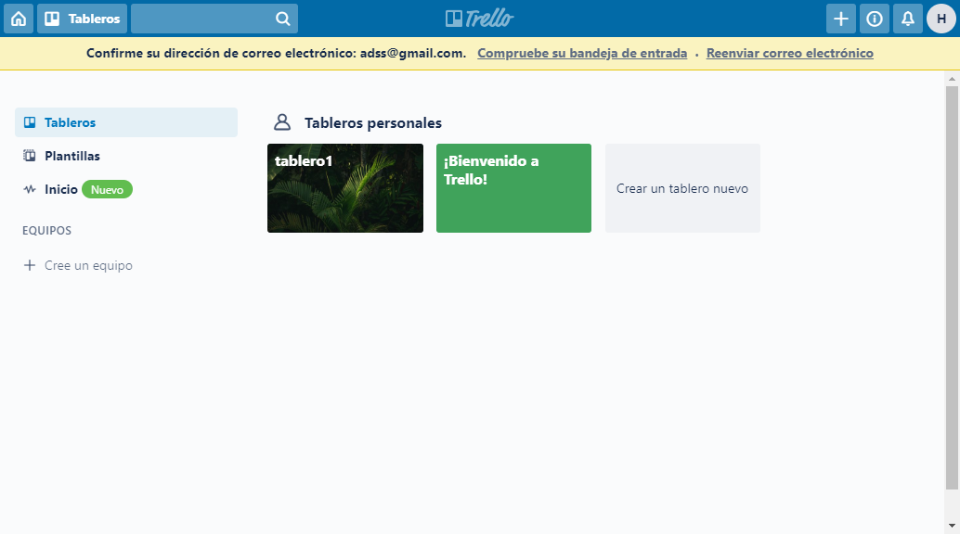 Tableros
Trello
H
Confirme su dirección de correo electrónico: adss@gmail.com. Compruebe su bandeja de entrada · Reenviar correo electrónico
Tableros
Plantillas
Inicio Nuevo
EQUIPOS
Cree un equipo
Tableros personales
tablero1
¡Bienvenido a
Trello!
Crear un tablero nuevo